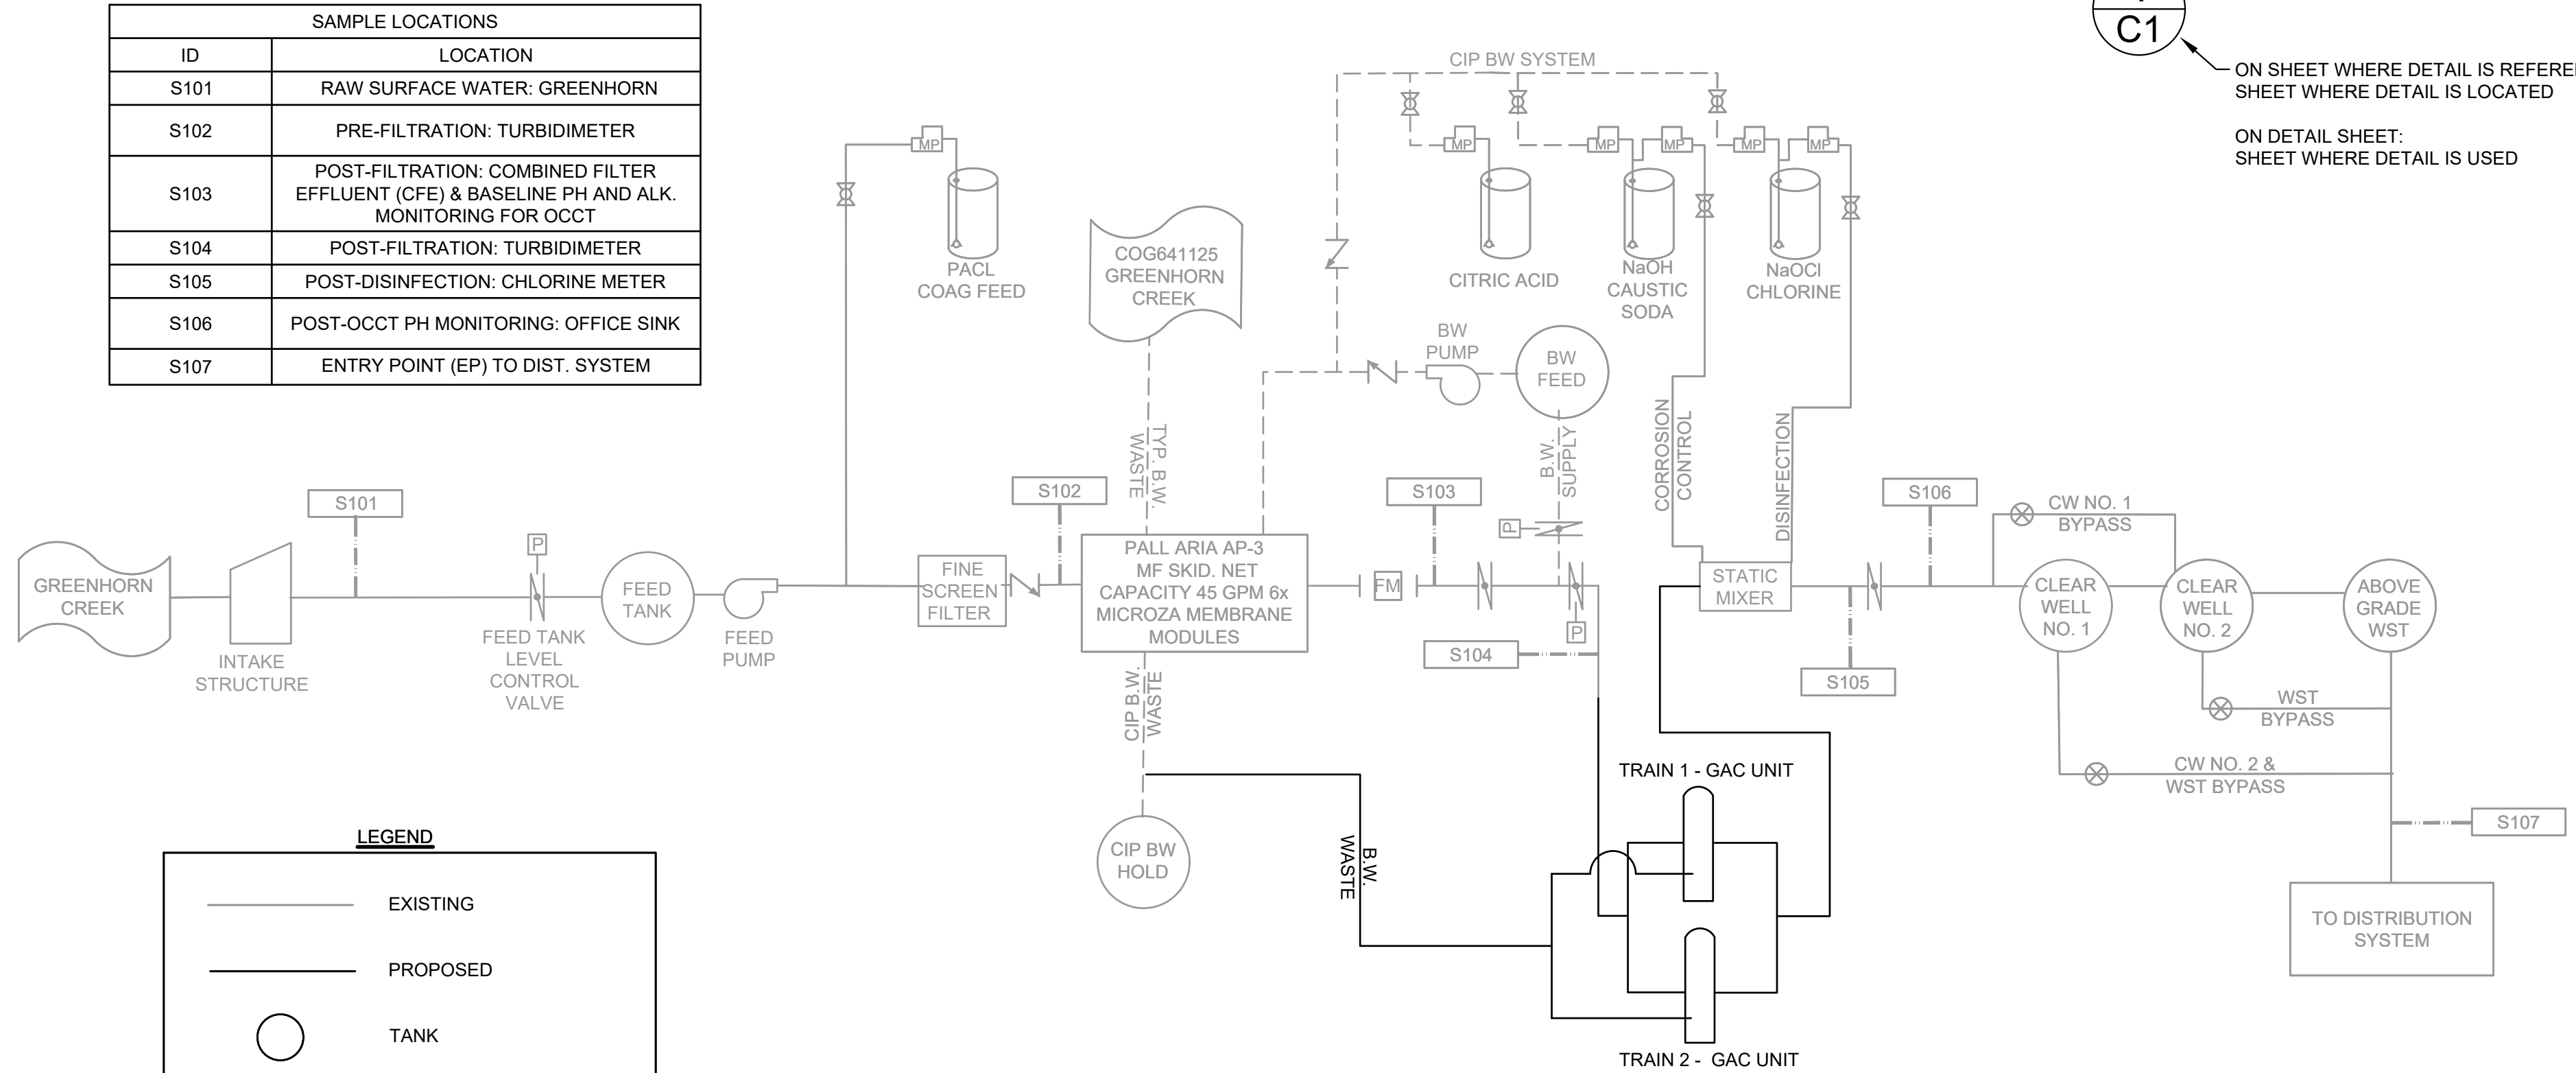 SAMPLE LOCATIONS
ID LOCATION
S101 RAW SURFACE WATER: GREENHORN
S102 PRE-FILTRATION: TURBIDIMETER
S103 POST-FILTRATION: COMBINED FILTER
EFFLUENT (CFE) & BASELINE PH AND ALK.
MONITORING FOR OCCT
S104 POST-FILTRATION: TURBIDIMETER
S105 POST-DISINFECTION: CHLORINE METER
S106 POST-OCCT PH MONITORING: OFFICE SINK
S107 ENTRY POINT (EP) TO DIST. SYSTEM
C1
ON SHEET WHERE DETAIL IS
SHEET WHERE DETAIL IS LOCATED
ON DETAIL SHEET:
SHEET WHERE DETAIL IS USED
CIP BW SYSTEM
MP
MP
MP
MP
MP
MP
PACL
COAG FEED
COG641125
GREENHORN
CREEK
CITRIC ACID
NaOH
CAUSTIC
SODA
NaOCl
CHLORINE
BW
PUMP
BW
FEED
TYP. B.W.
WASTE
B.W.
SUPPLY
CORROSION
CONTROL
DISINFECTION
S101
S102
S103
S106
CW NO. 1
BYPASS
P
P
GREENHORN
CREEK
INTAKE
STRUCTURE
FEED TANK
LEVEL
CONTROL
VALVE
FEED
TANK
FEED
PUMP
FINE
SCREEN
FILTER
PALL ARIA AP-3
MF SKID. NET
CAPACITY 45 GPM 6x
MICROZA MEMBRANE
MODULES
FM
P
S104
STATIC
MIXER
S105
CLEAR
WELL
NO. 1
CLEAR
WELL
NO. 2
ABOVE
GRADE
WST
CIP B.W.
WASTE
WST
BYPASS
CW NO. 2 &
WST BYPASS
S107
TO DISTRIBUTION
SYSTEM
CIP BW
HOLD
B.W.
WASTE
TRAIN 1 - GAC UNIT
TRAIN 2 - GAC UNIT
LEGEND
EXISTING
PROPOSED
TANK